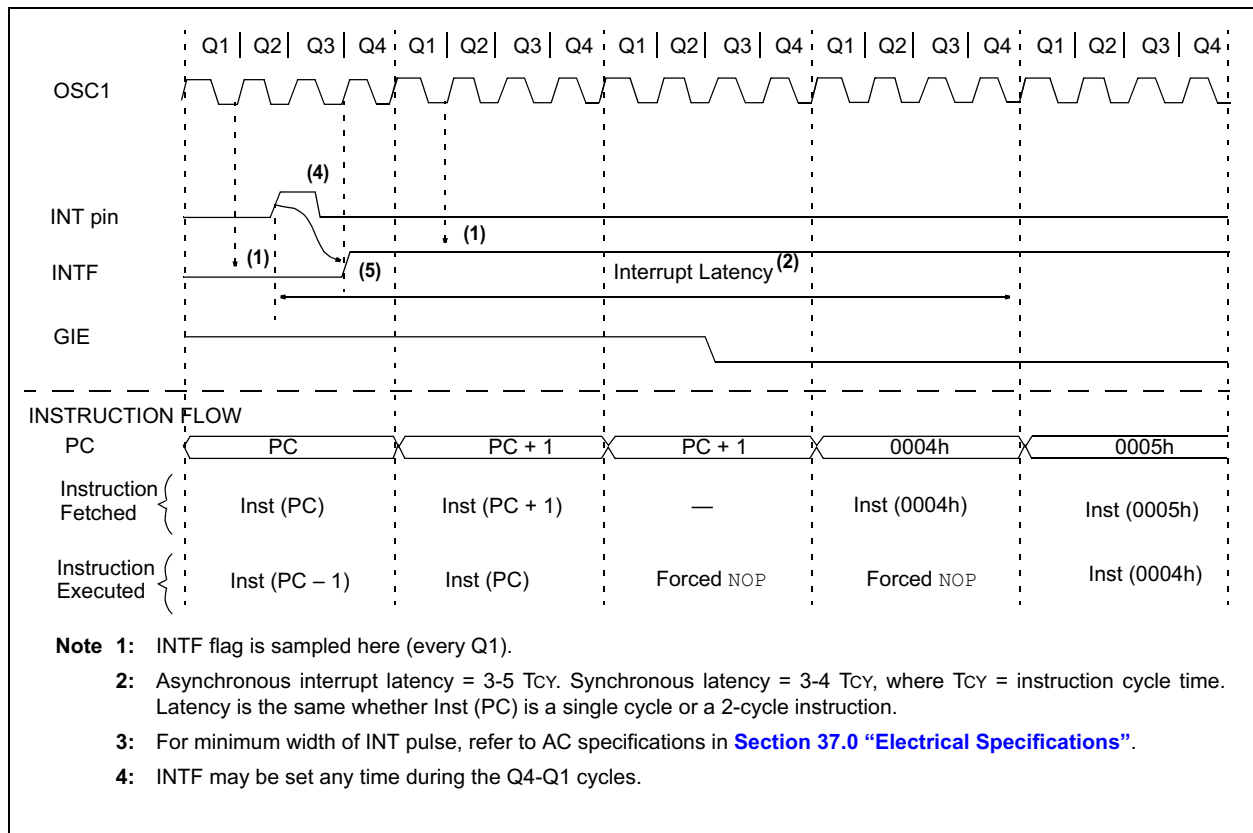 Q1 Q2 Q3 Q4 Q1 Q2 Q3 Q4 Q1 Q2 Q3 Q4 Q1 Q2 Q3 Q4 Q1 Q2 Q3 Q4
OSC1
(4)
INT pin
(1)
(1)
INTF
(5)
Interrupt Latency (2)
GIE
INSTRUCTION FLOW
PC PC PC + 1 PC + 1 0004h 0005h
Instruction
Fetched
Inst (PC) Inst (PC + 1) — Inst (0004h) Inst (0005h)
Instruction
Executed
Inst (PC – 1) Inst (PC) Forced NOP Forced NOP Inst (0004h)
Note 1: INTF flag is sampled here (every Q1).
2: Asynchronous interrupt latency = 3-5 TCY. Synchronous latency = 3-4 TCY, where TCY = instruction cycle time.
Latency is the same whether Inst (PC) is a single cycle or a 2-cycle instruction.
3: For minimum width of INT pulse, refer to AC specifications in Section 37.0 “Electrical Specifications”.
4: INTF may be set any time during the Q4-Q1 cycles.